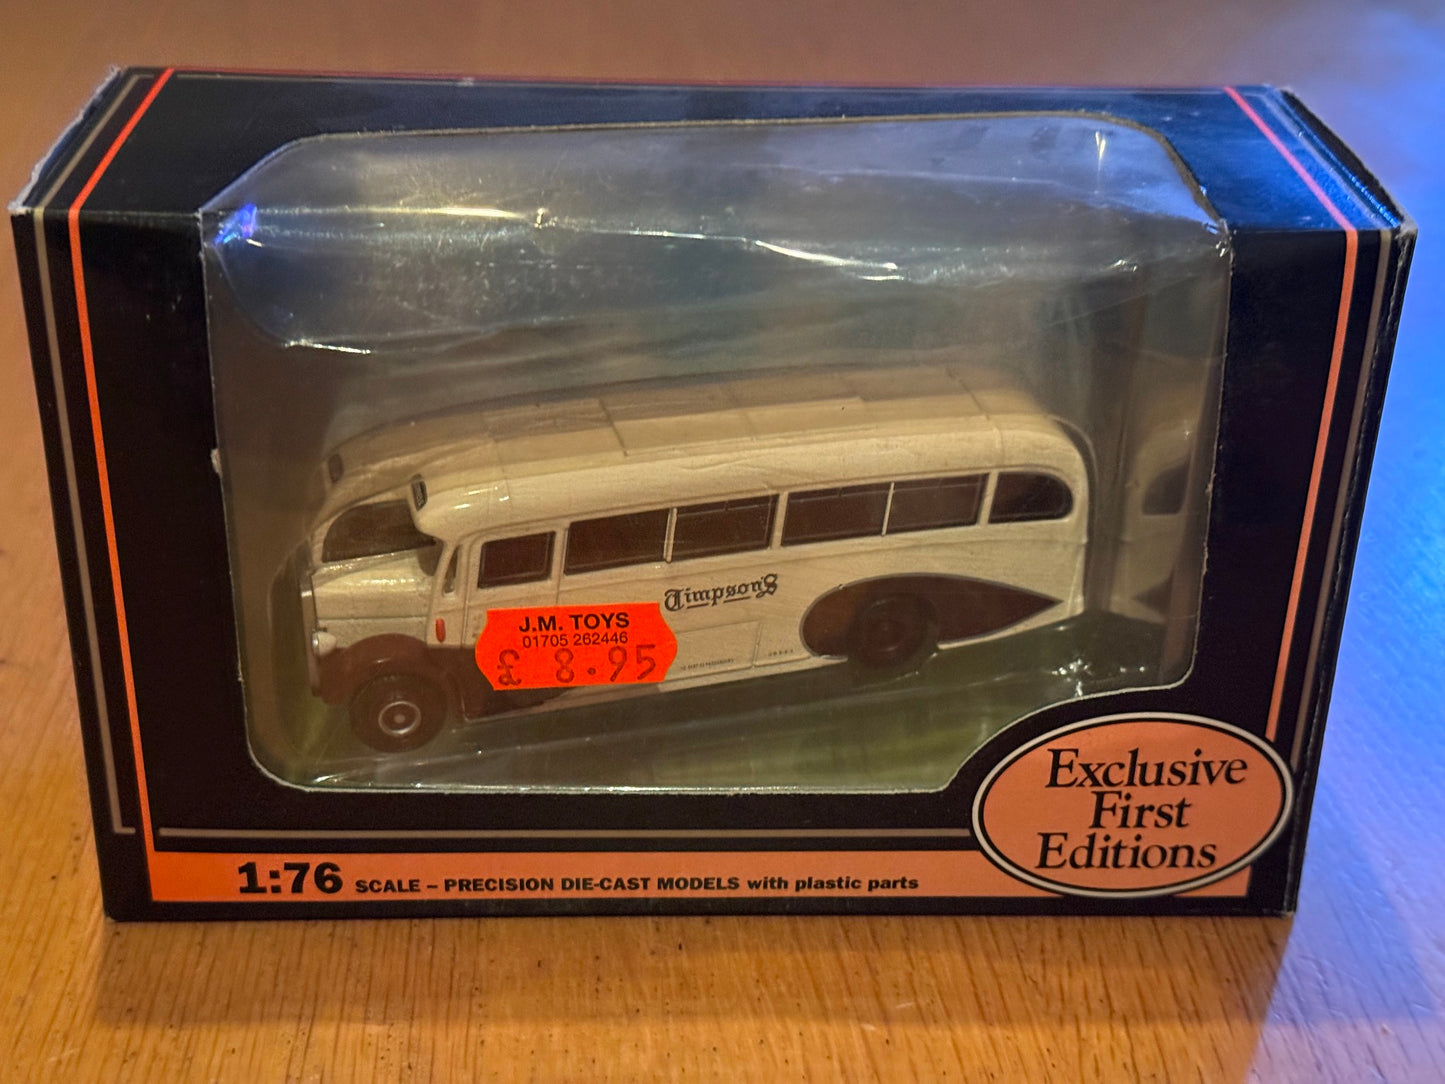 Timpson's
J.M. TOYS
01705 262446
£ 8.95
Exclusive
First
Editions
1:76 SCALE – PRECISION DIE-CAST MODELS with plastic parts